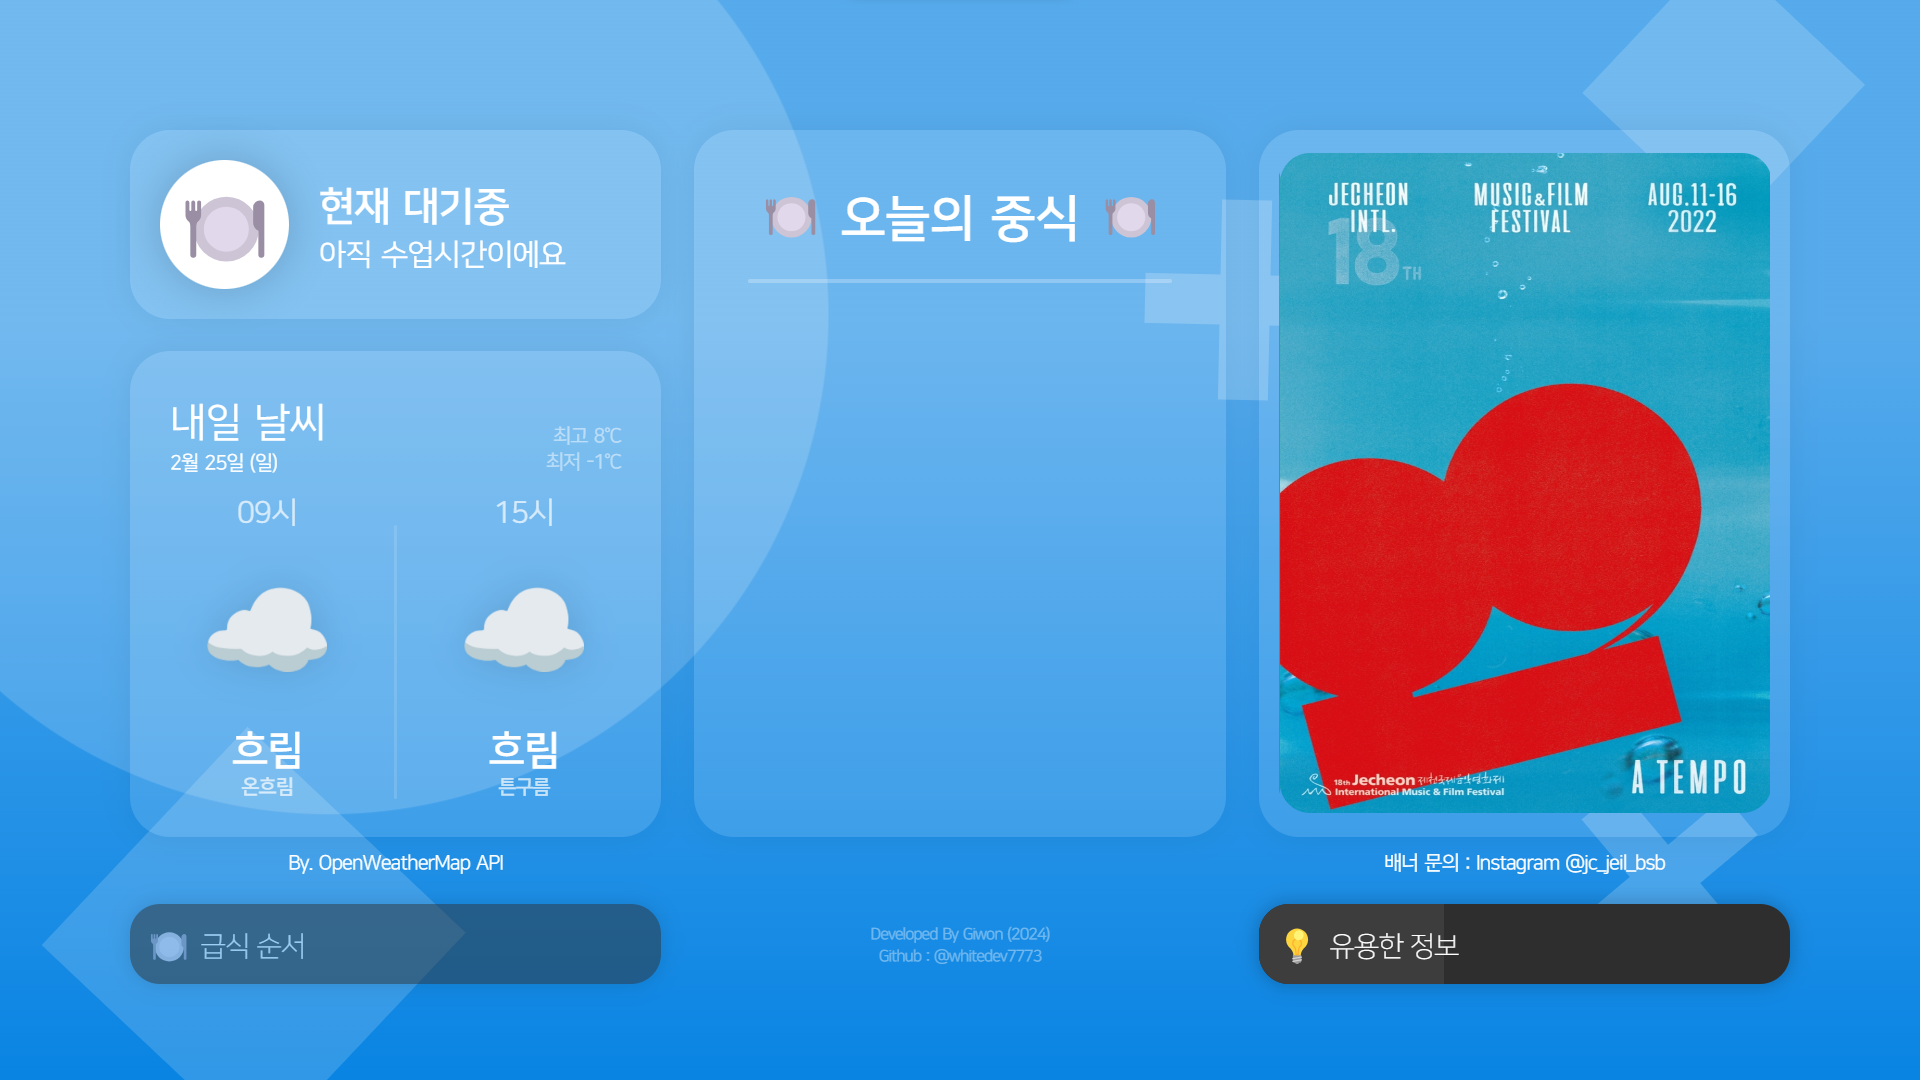 현재 대기중
아직 수업시간이에요
내일 날씨
2월 25일 (일)
최고 8℃
최저 -1℃
09시
15시
흐림
온흐림
흐림
튼구름
By. OpenWeatherMap API
급식 순서
오늘의 중식
Developed By Giwon (2024)
Github : @whitedev7773
JECHEON
INTL.
MUSIC&FILM
FESTIVAL
AUG.11-16
2022
18TH
A TEMPO
18th Jecheon 제천국제음악영화제
International Music & Film Festival
배너 문의 : Instagram @jc_jeil_bsb
유용한 정보